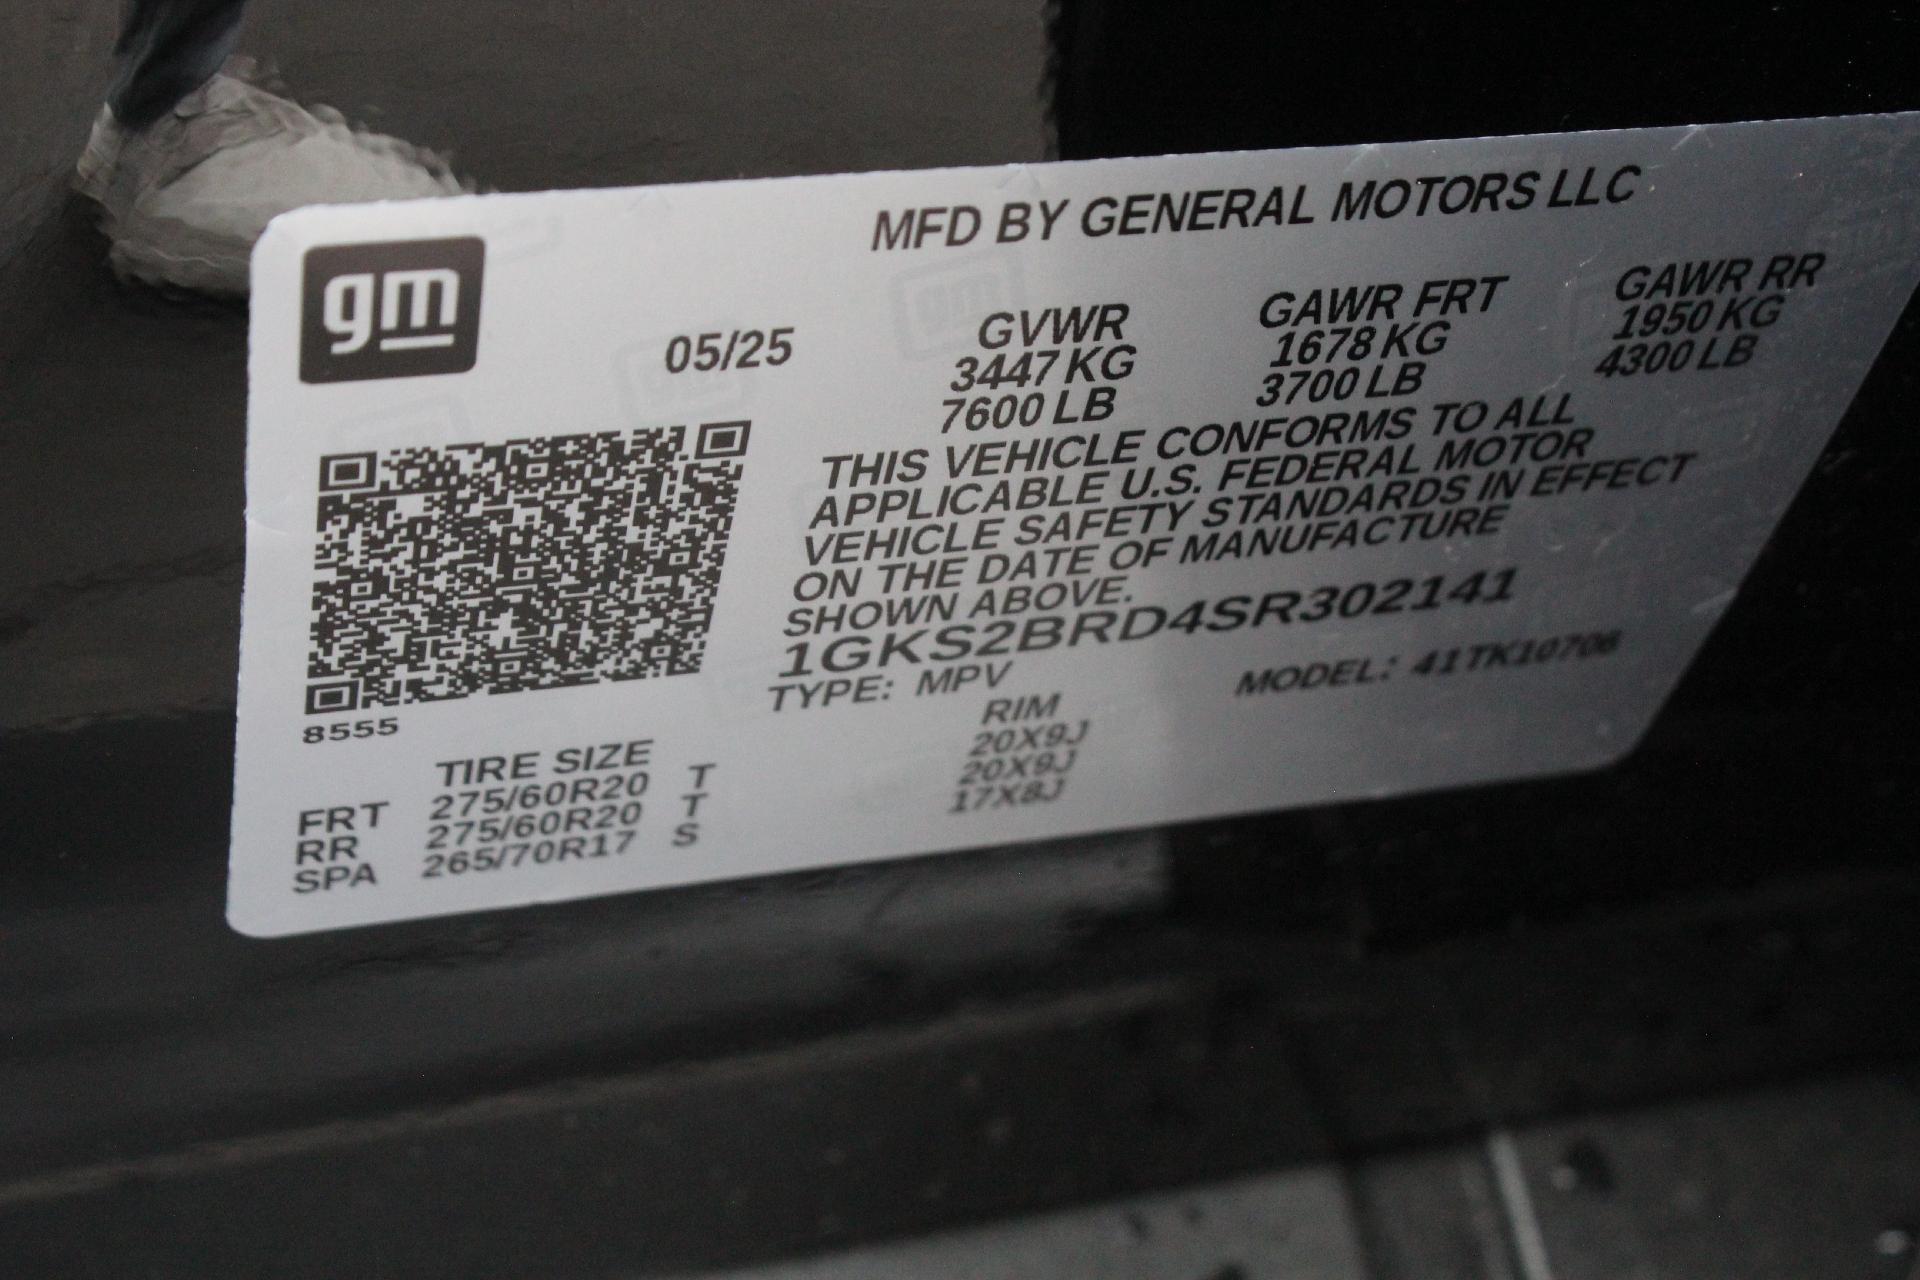 gm
MFD BY GENERAL MOTORS LLC
05/25
GVWR
3447 KG
7600 LB
GAWR FRT
1678 KG
3700 LB
GAWR RR
1950 KG
4300 LB
THIS VEHICLE CONFORMS TO ALL
APPLICABLE U.S. FEDERAL MOTOR
VEHICLE SAFETY STANDARDS IN EFFECT
ON THE DATE OF MANUFACTURE
SHOWN ABOVE.
1GKS2BRD4SR302141
TYPE: MPV
MODEL: 41TK10706
8555
TIRE SIZE
RIM
FRT 275/60R20 T 20X9J
RR 275/60R20 T 20X9J
SPA 265/70R17 S 17X8J